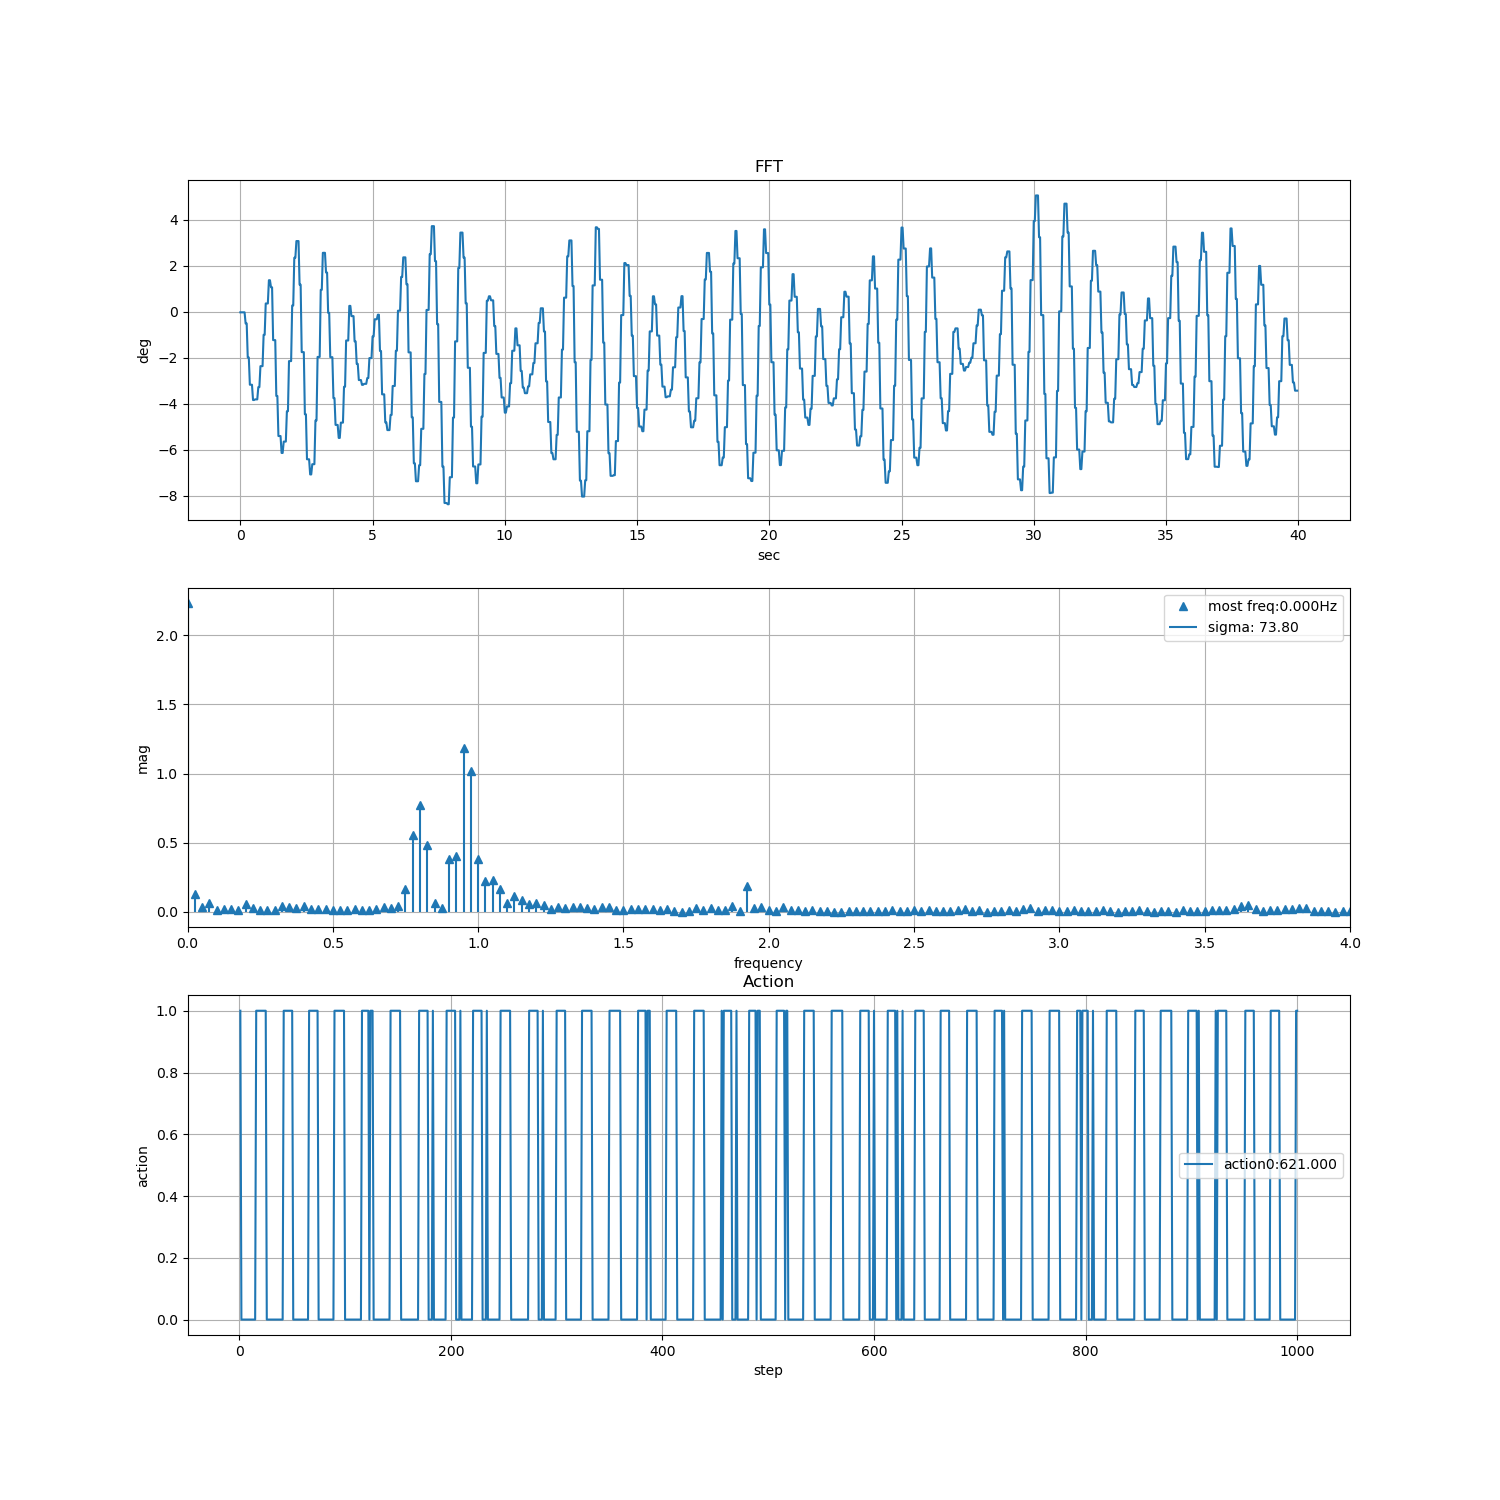 FFT
4
2
0
−2
−4
−6
−8
deg
0 5 10 15 20 25 30 35 40
sec
most freq:0.000Hz
sigma: 73.80
2.0
1.5
1.0
0.5
0.0
mag
0.0 0.5 1.0 1.5 2.0 2.5 3.0 3.5 4.0
frequency
Action
1.0
0.8
0.6
0.4
0.2
0.0
action
action0:621.000
0 200 400 600 800 1000
step